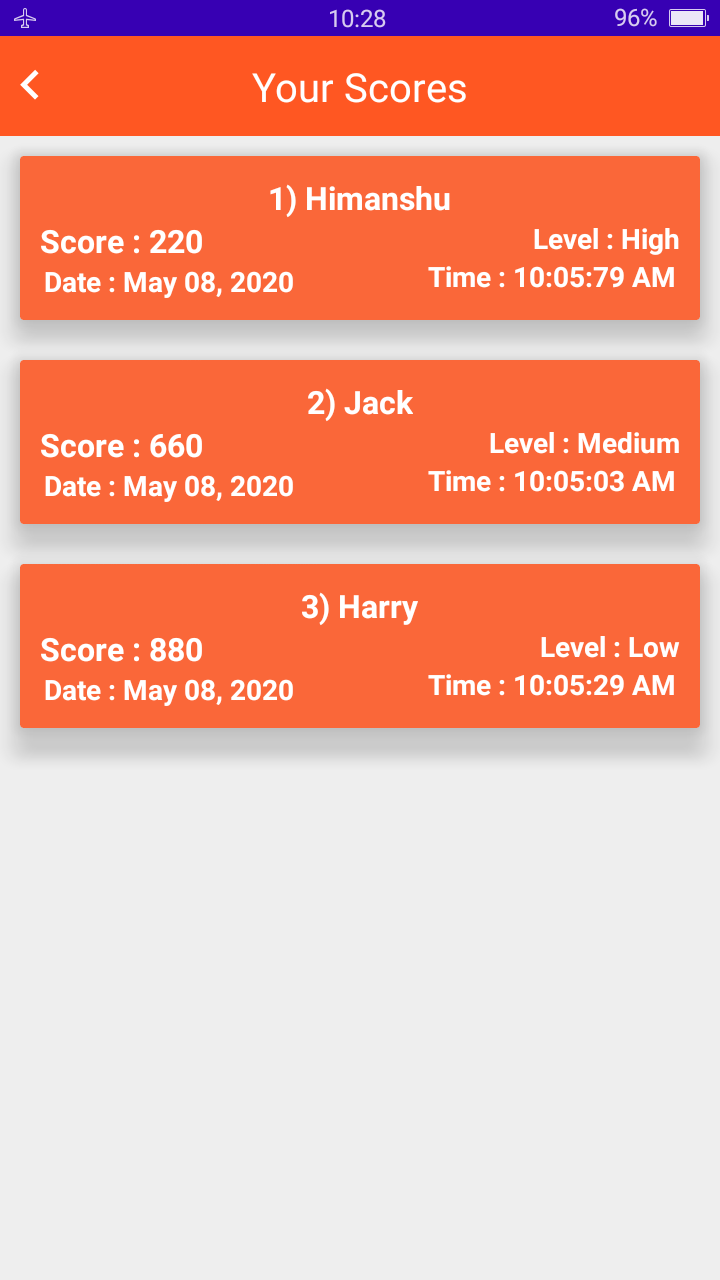 10:28
96%
Your Scores
1) Himanshu
Score : 220
Level : High
Date : May 08, 2020
Time : 10:05:79 AM
2) Jack
Score : 660
Level : Medium
Date : May 08, 2020
Time : 10:05:03 AM
3) Harry
Score : 880
Level : Low
Date : May 08, 2020
Time : 10:05:29 AM